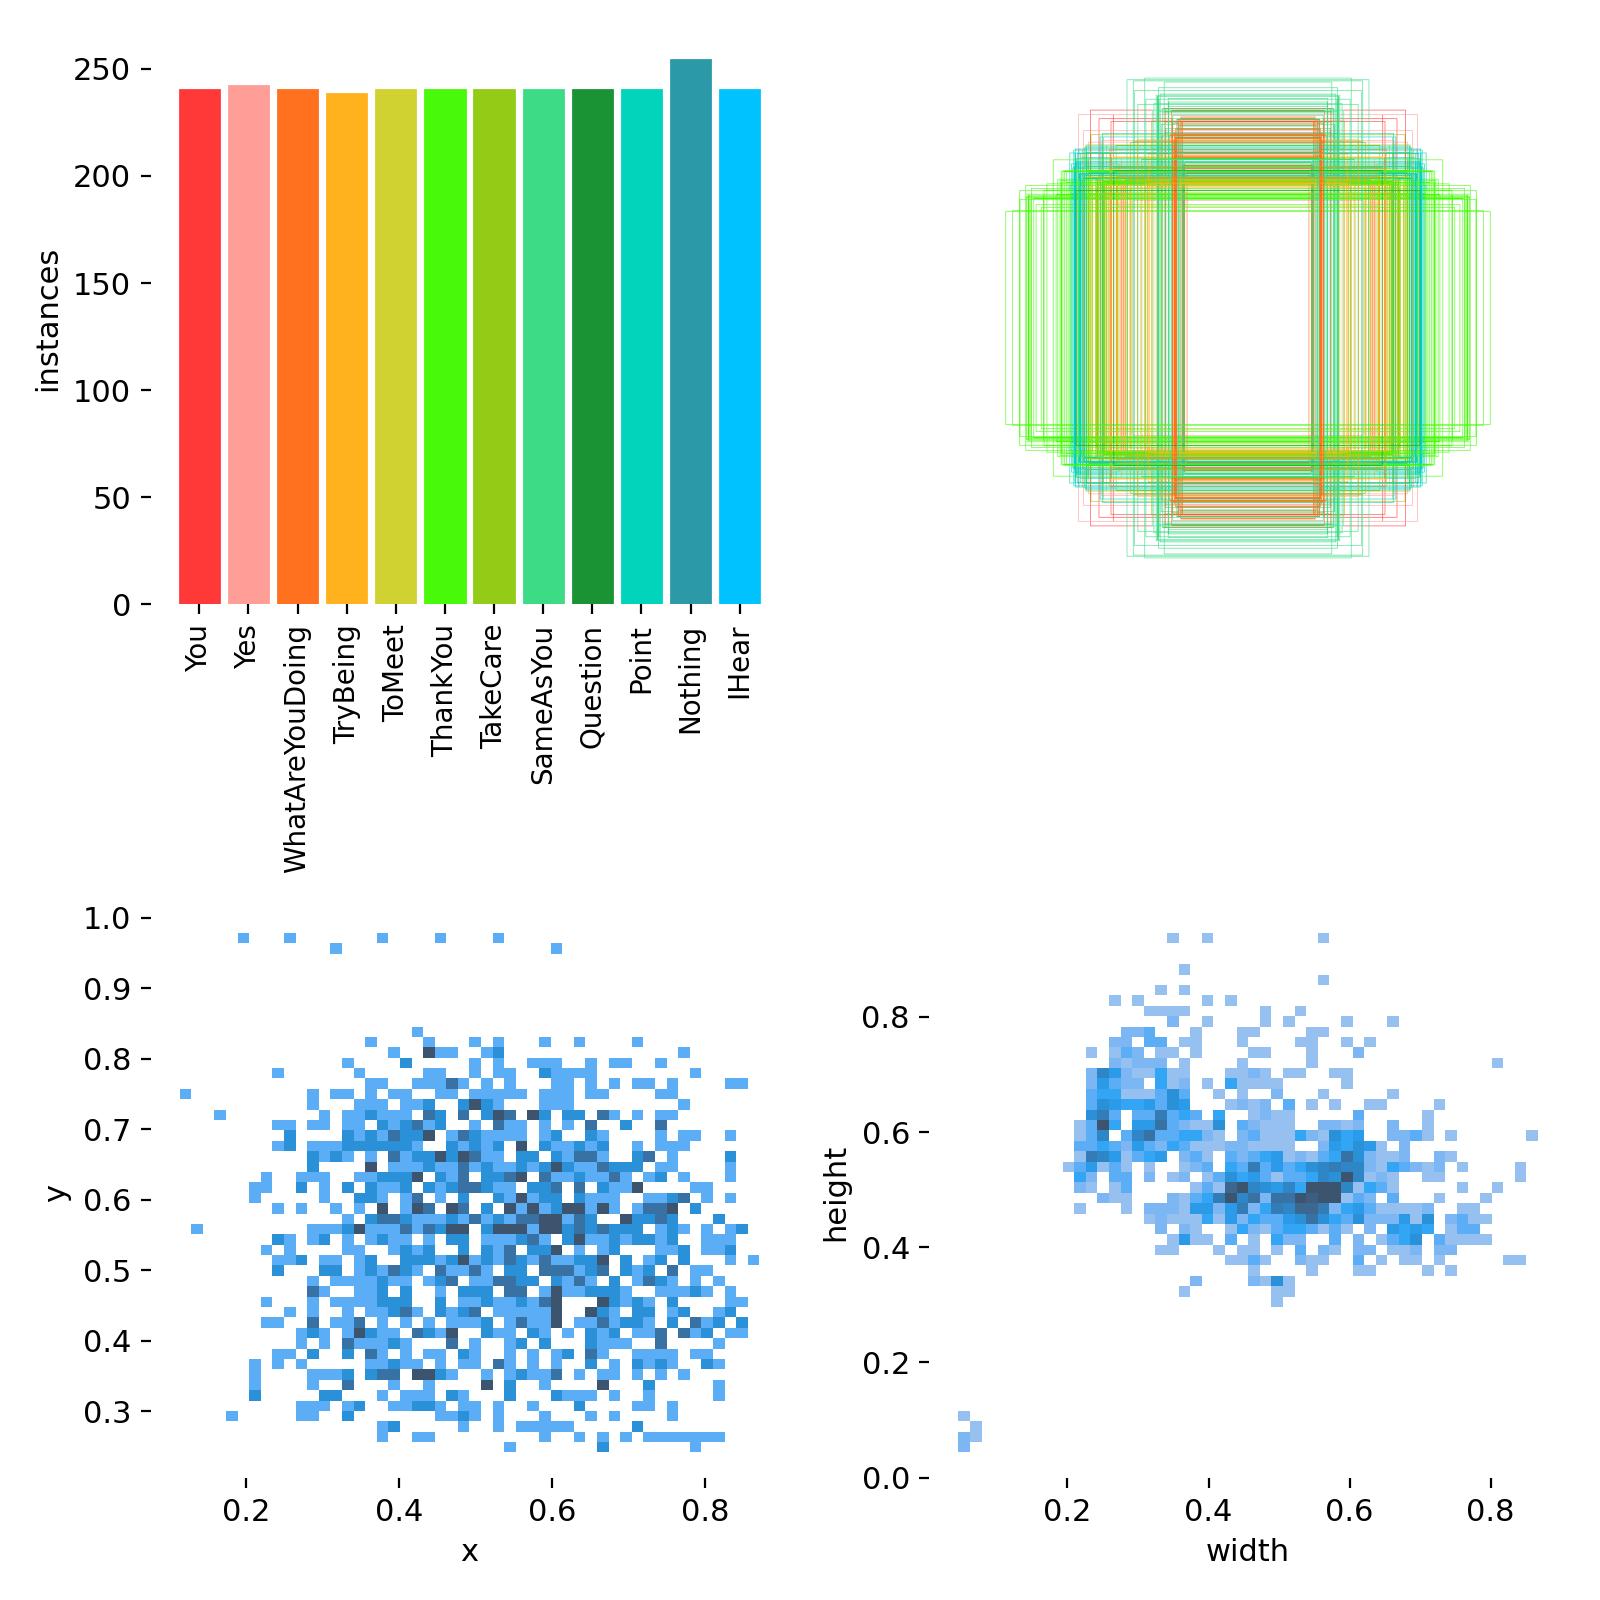 250
200
150
100
50
0
instances
You
Yes
WhatAreYouDoing
TryBeing
ToMeet
ThankYou
TakeCare
SameAsYou
Question
Point
Nothing
IHear
1.0
0.9
0.8
0.7
0.6
0.5
0.4
0.3
y
0.2 0.4 0.6 0.8
x
0.8
0.6
0.4
0.2
0.0
height
0.2 0.4 0.6 0.8
width